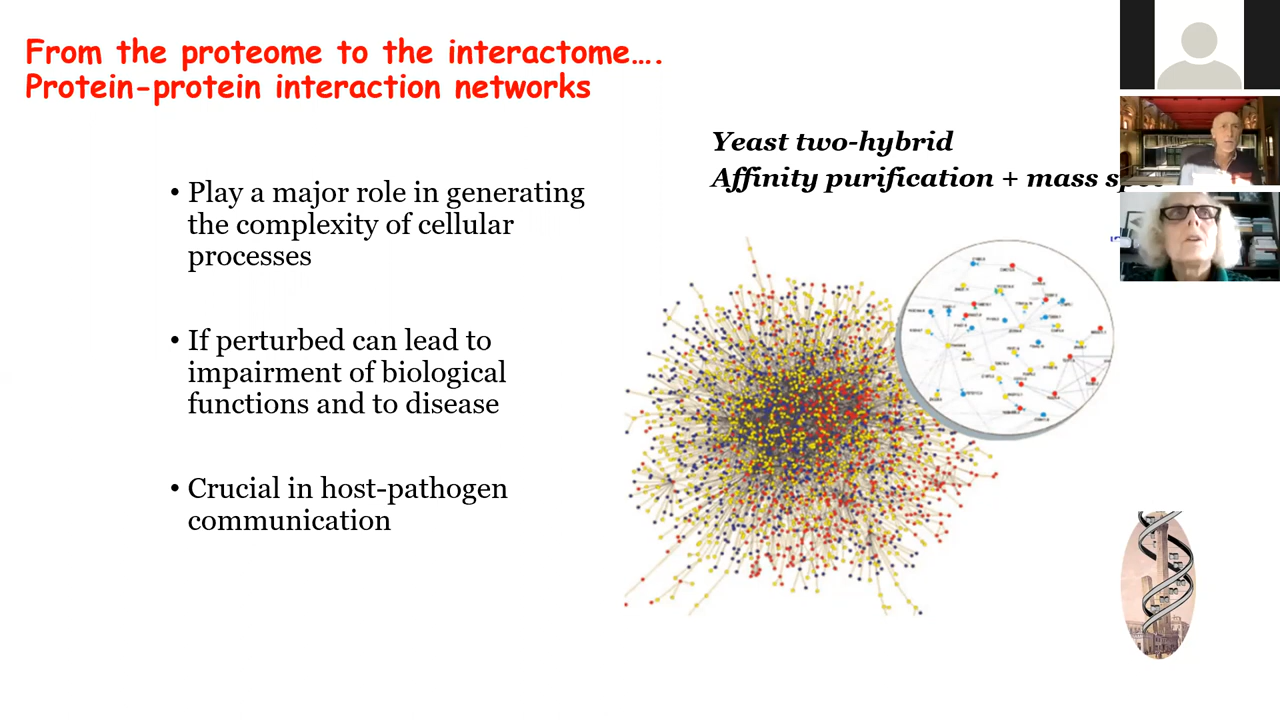 From the proteome to the interactome….
Protein-protein interaction networks
Yeast two-hybrid
Affinity purification + mass spec
• Play a major role in generating
the complexity of cellular
processes
• If perturbed can lead to
impairment of biological
functions and to disease
• Crucial in host-pathogen
communication